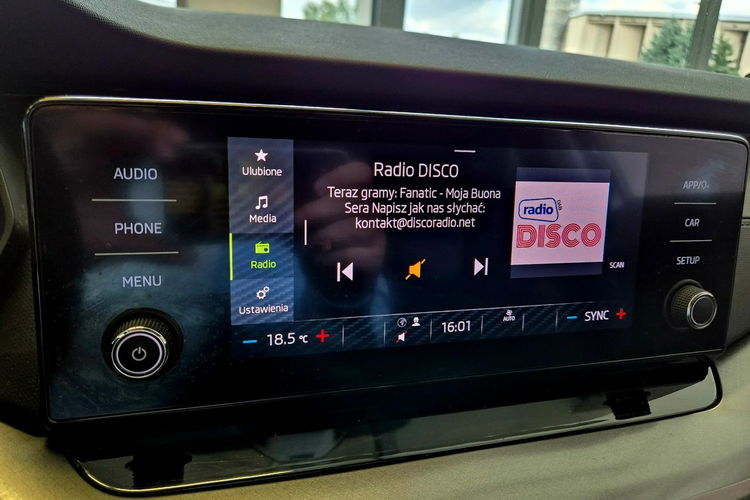 AUDIO
PHONE
MENU
Ulubione
Media
Radio
Ustawienia
Radio DISCO
Teraz gramy: Fanatic - Moja Buona
Sera Napisz jak nas słychać:
kontakt@discoradio.net
radio
DISCO
SCAN
18.5 °C
16:01
AUTO
SYNC
APP/
CAR
SETUP